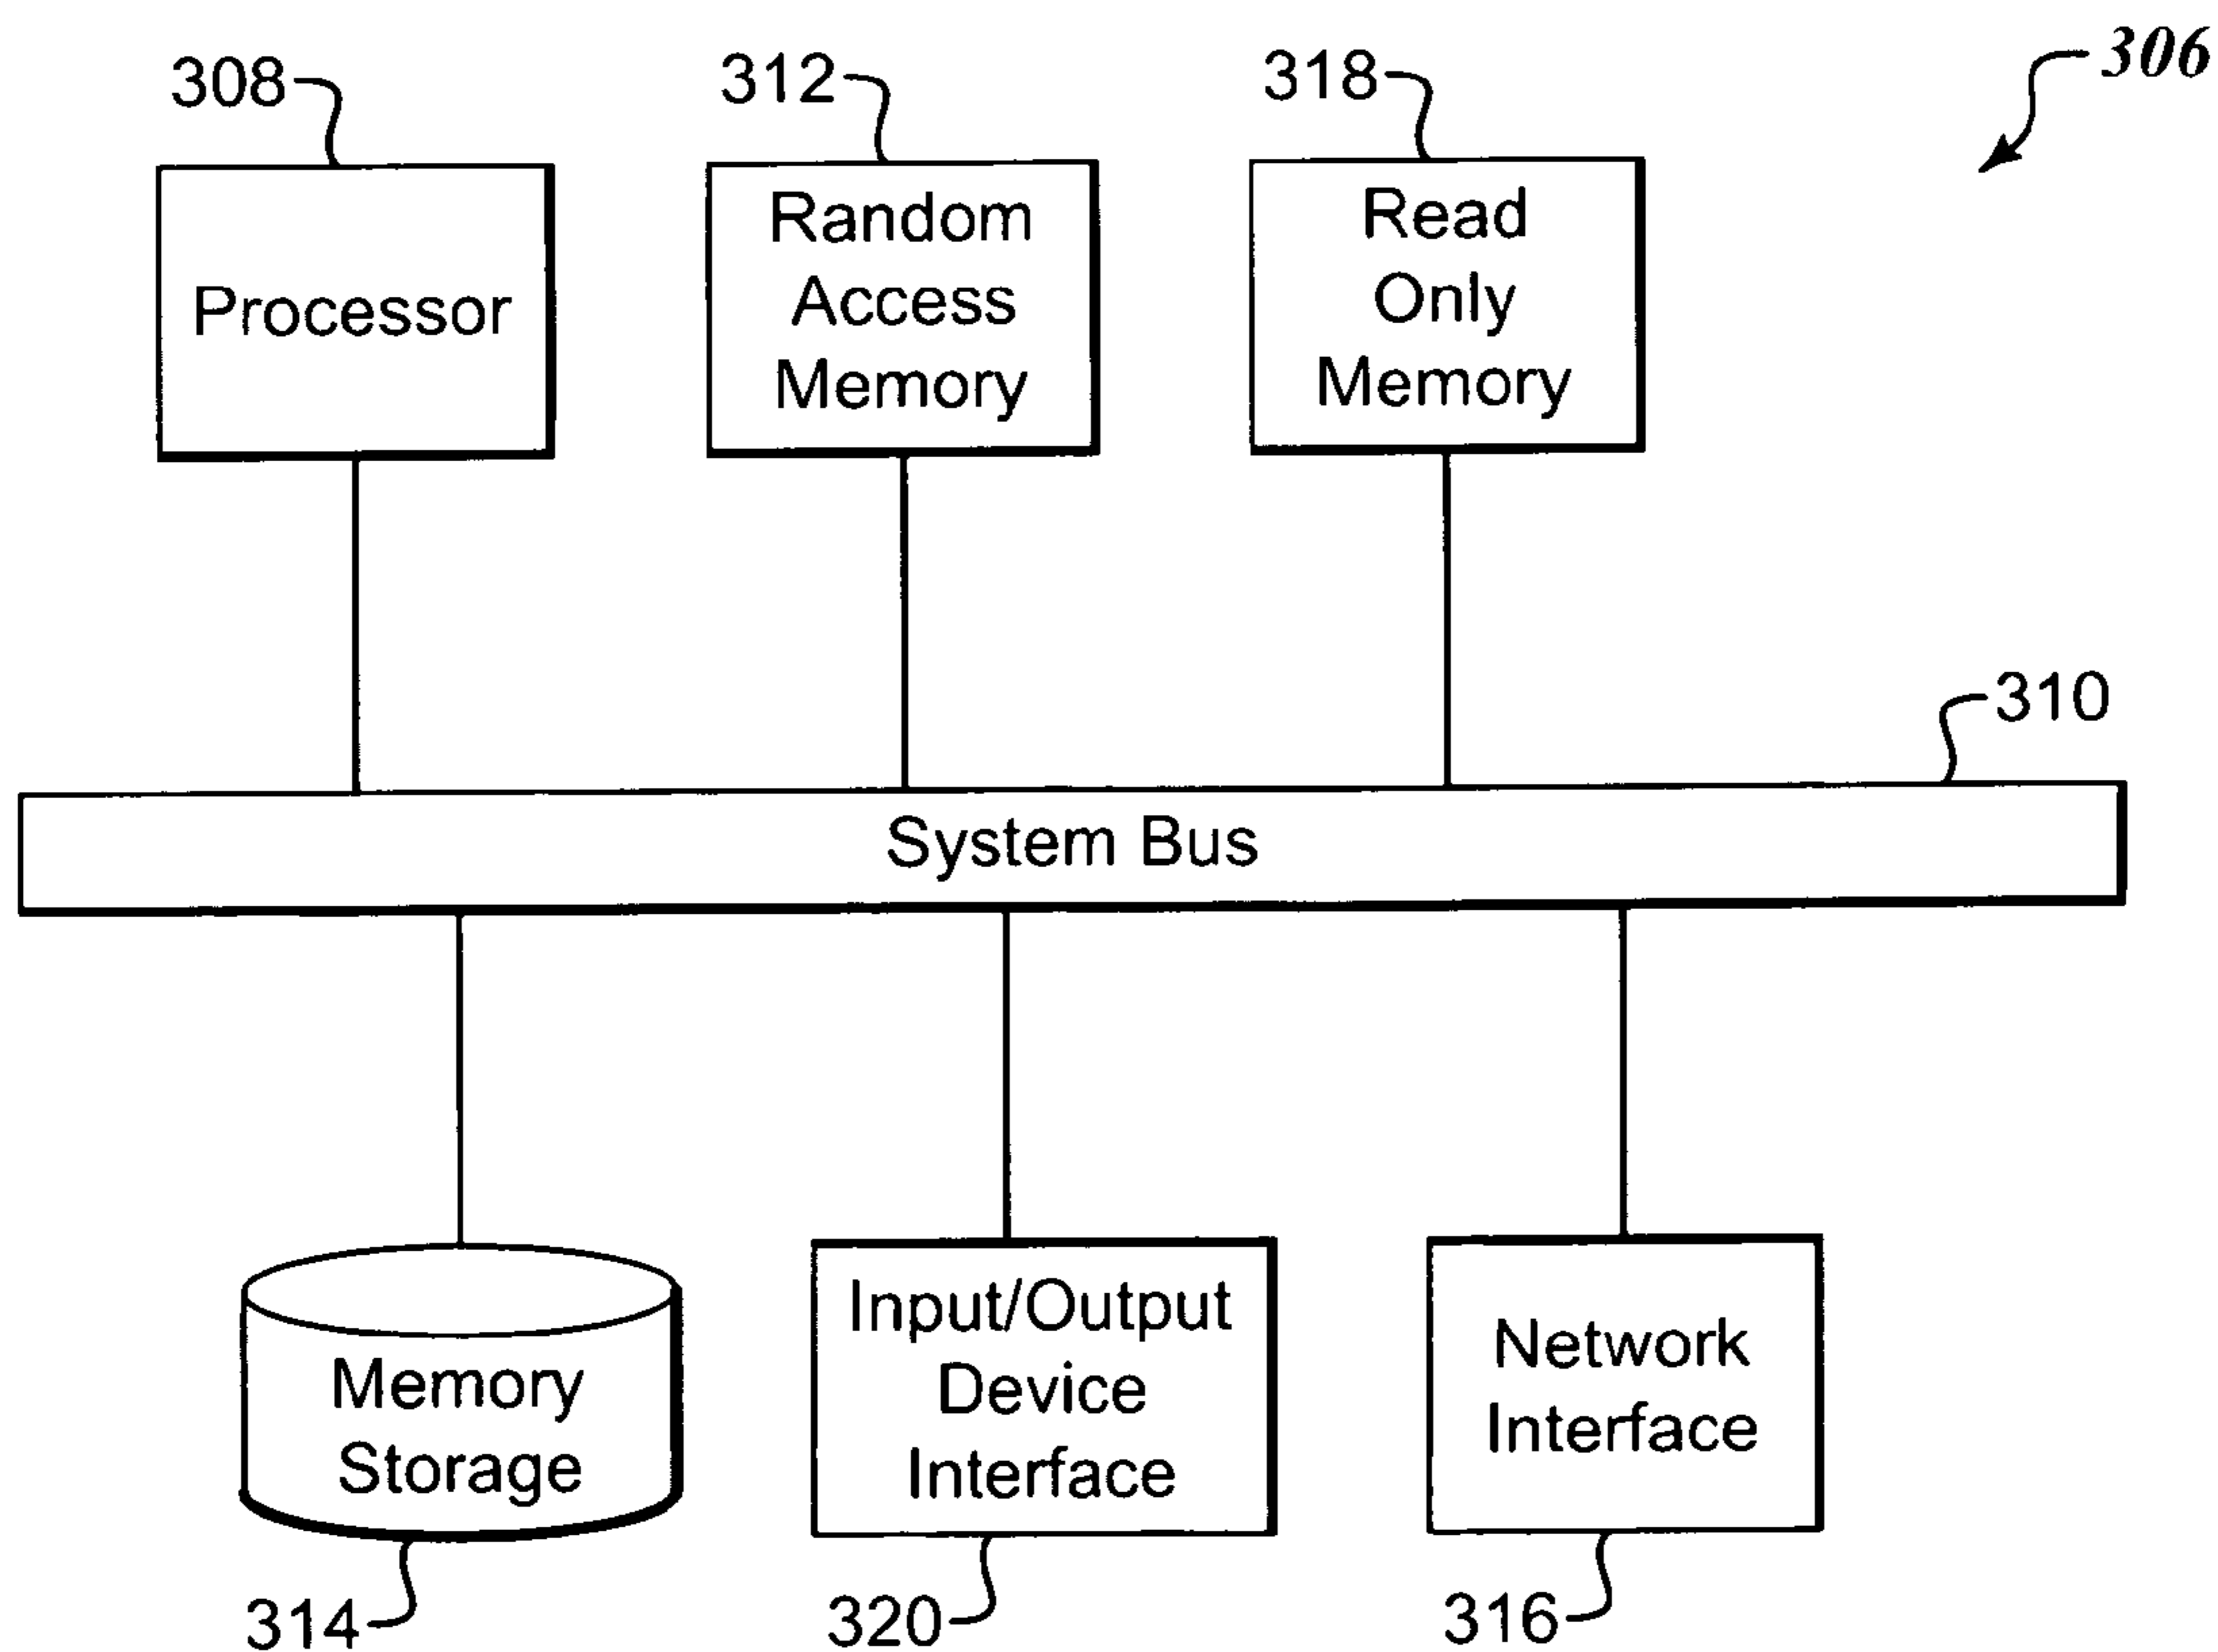 306
308
312
318
Processor
Random
Access
Memory
Read
Only
Memory
310
System Bus
Memory
Storage
Input/Output
Device
Interface
Network
Interface
314
320
316